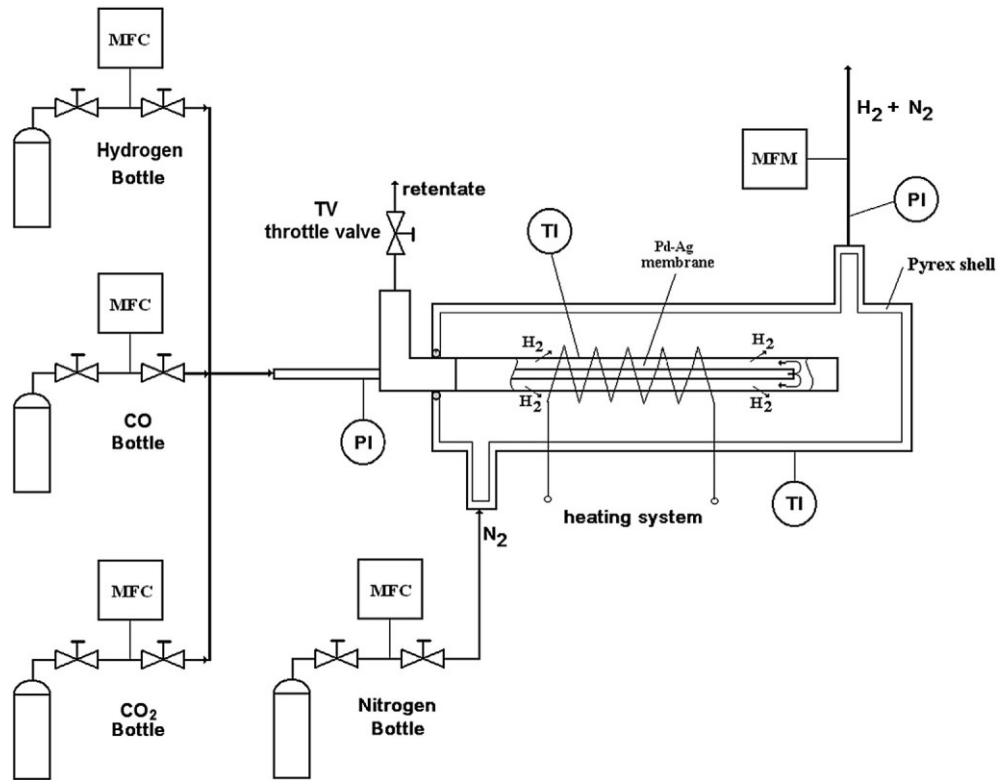 MFC
Hydrogen
Bottle
H2 + N2
MFM
PI
retentate
TV
throttle valve
TI
Pd-Ag
membrane
Pyrex shell
MFC
H2
H2
H2
H2
CO
Bottle
PI
TI
heating system
N2
MFC
MFC
CO2
Bottle
Nitrogen
Bottle